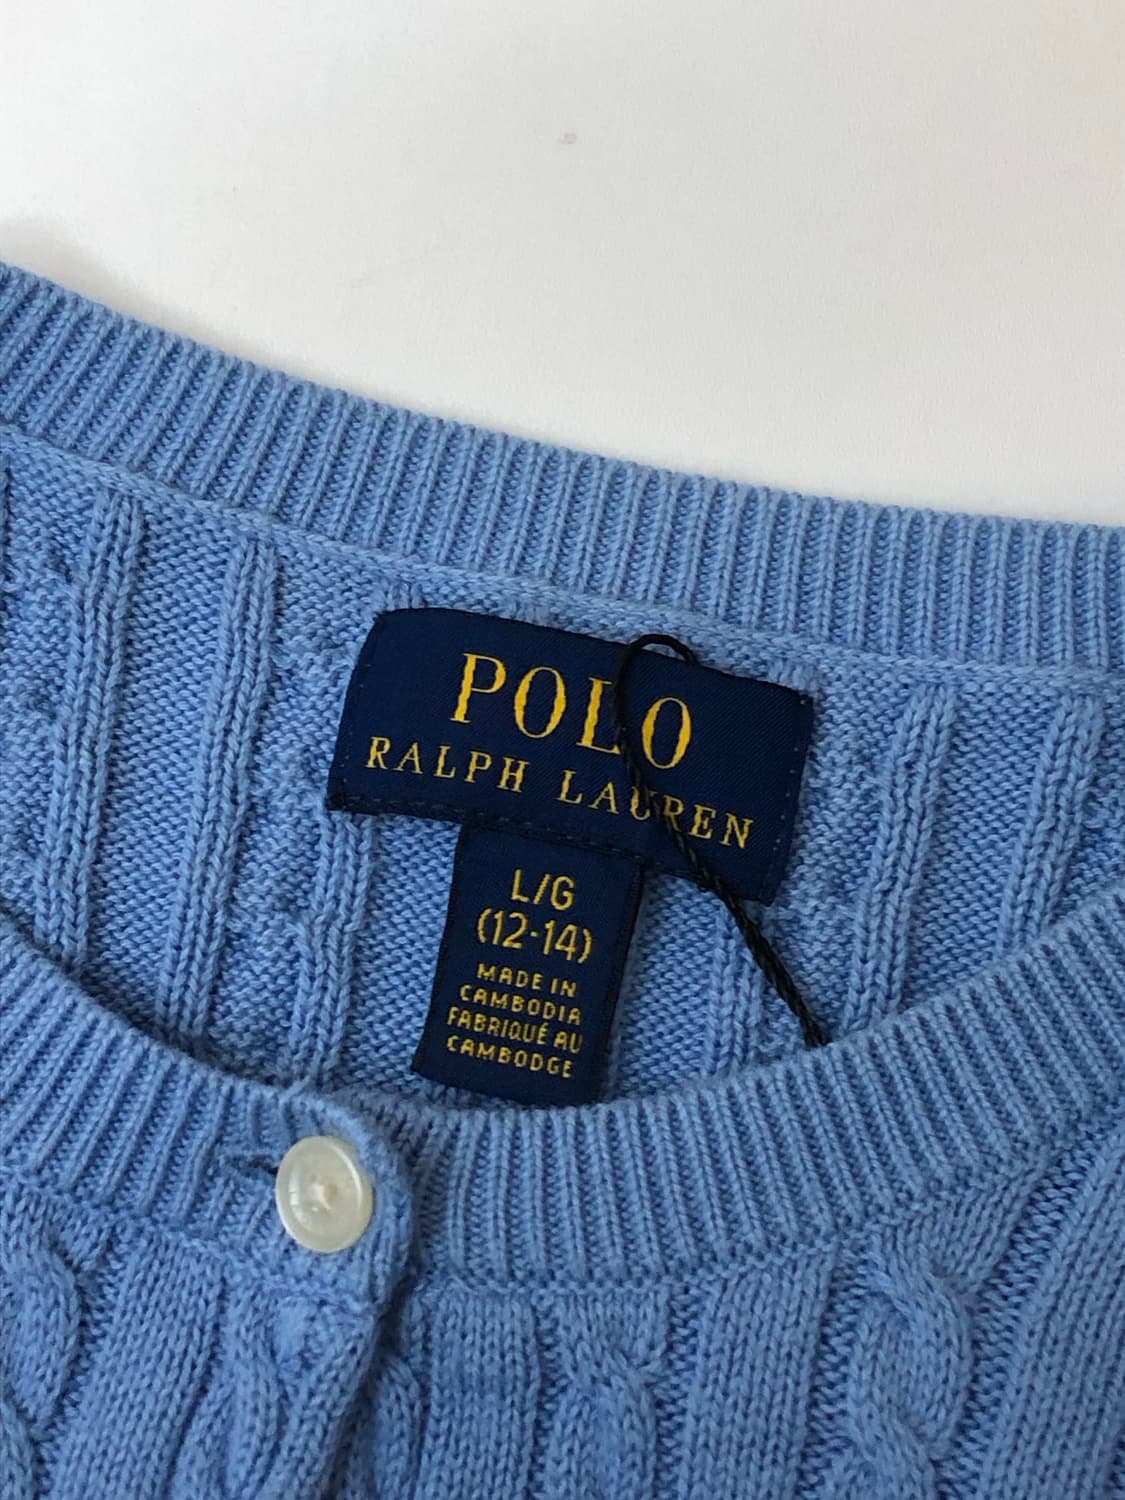 POLO
RALPH LAUREN
L/G
(12-14)
MADE IN
CAMBODIA
FABRIQUÉ AU
CAMBODGE